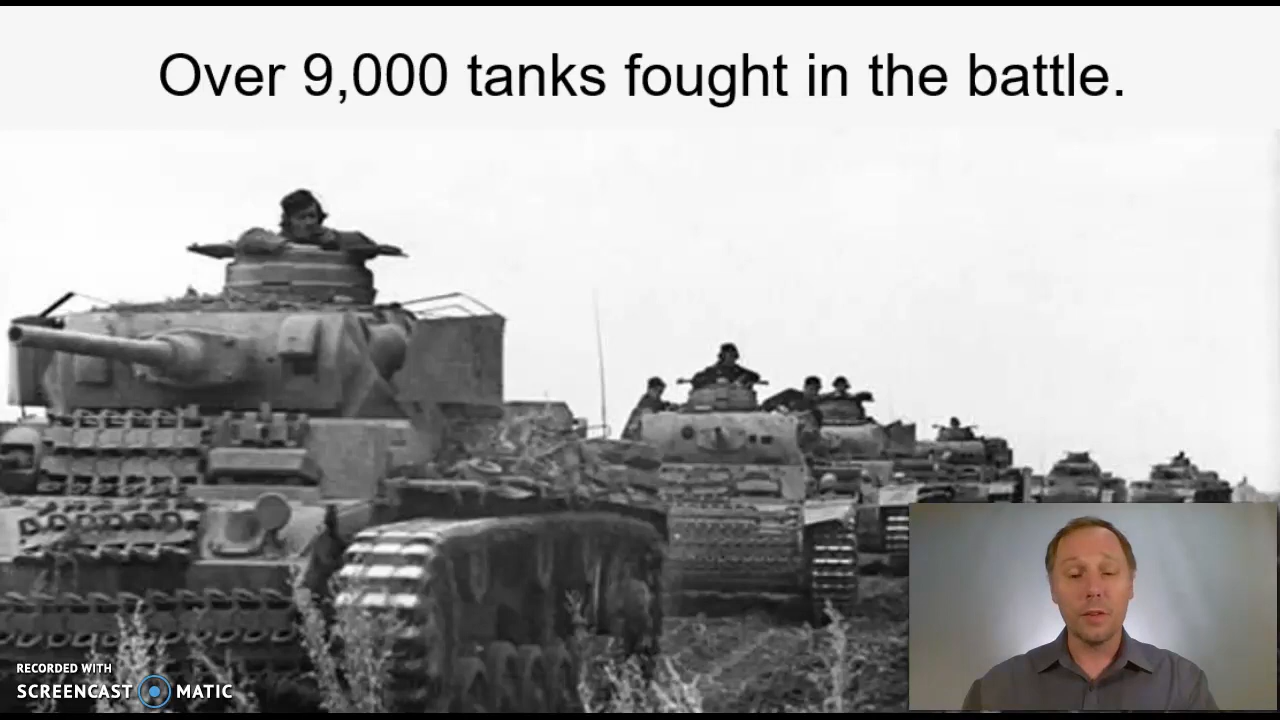 Over 9,000 tanks fought in the battle.
RECORDED WITH
SCREENCAST MATIC